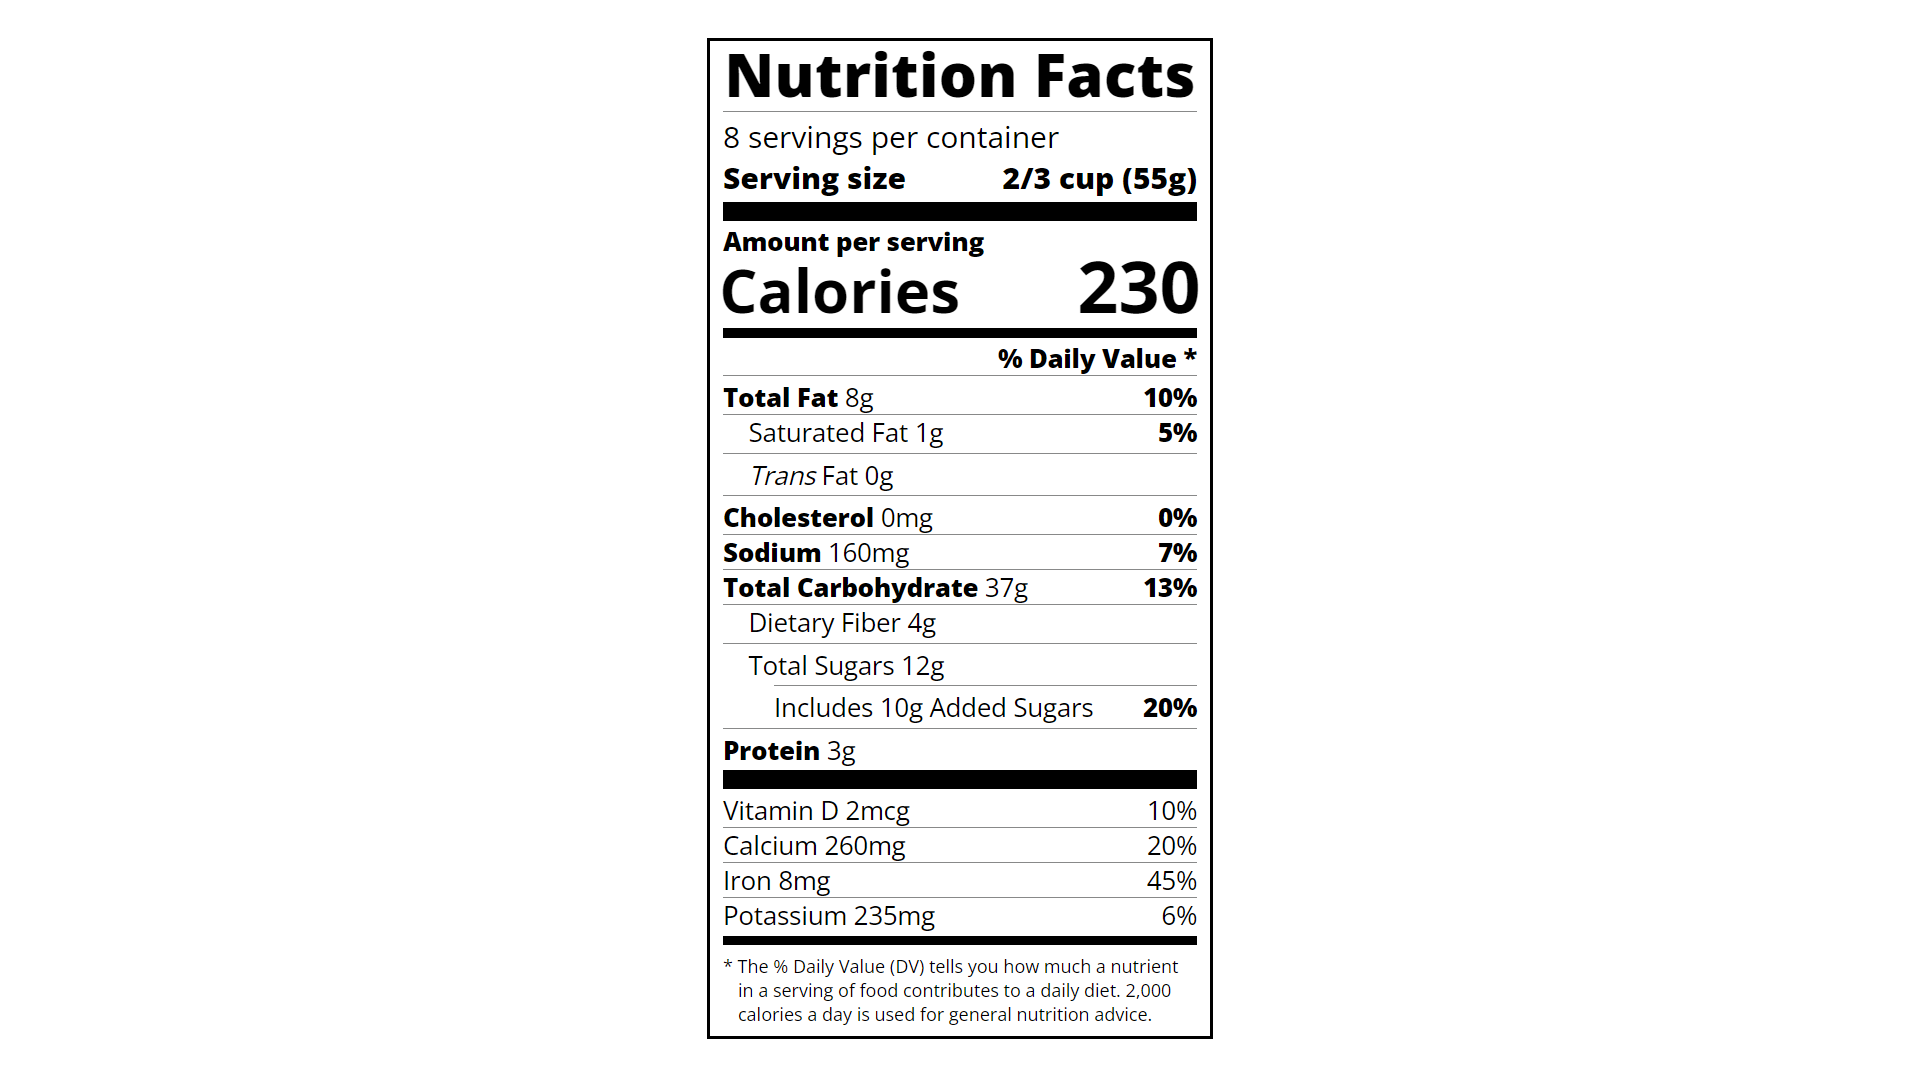 Nutrition Facts
8 servings per container
Serving size 2/3 cup (55g)
Amount per serving
Calories 230
% Daily Value *
Total Fat 8g 10%
Saturated Fat 1g 5%
Trans Fat 0g
Cholesterol 0mg 0%
Sodium 160mg 7%
Total Carbohydrate 37g 13%
Dietary Fiber 4g
Total Sugars 12g
Includes 10g Added Sugars 20%
Protein 3g
Vitamin D 2mcg 10%
Calcium 260mg 20%
Iron 8mg 45%
Potassium 235mg 6%
* The % Daily Value (DV) tells you how much a nutrient
in a serving of food contributes to a daily diet. 2,000
calories a day is used for general nutrition advice.